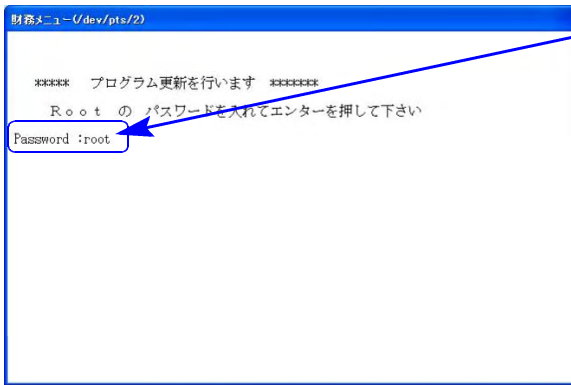 財務メニュー(/dev/pts/2)
***** プログラム更新を行います *******
Root の パスワードを入れてエンターを押して下さい
Password :root